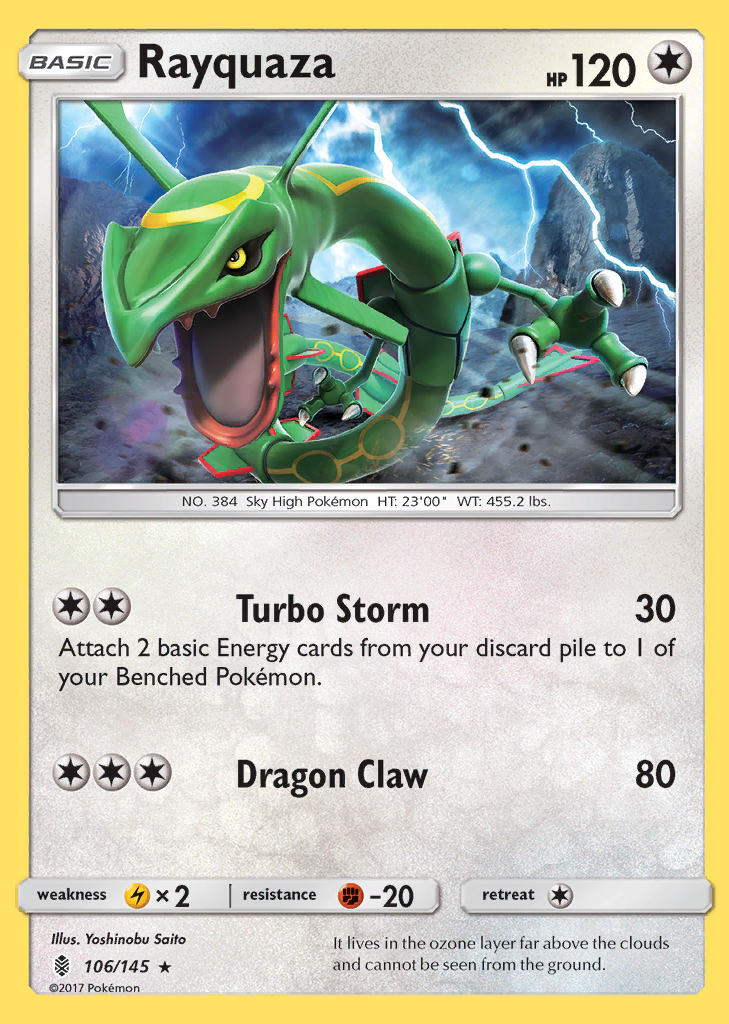 BASIC Rayquaza HP 120
NO. 384 Sky High Pokémon HT: 23'00" WT: 455.2 lbs.
Turbo Storm 30
Attach 2 basic Energy cards from your discard pile to 1 of
your Benched Pokémon.
Dragon Claw 80
weakness × 2 resistance -20 retreat
Illus. Yoshinobu Saito
106/145 ★
©2017 Pokémon
It lives in the ozone layer far above the clouds
and cannot be seen from the ground.